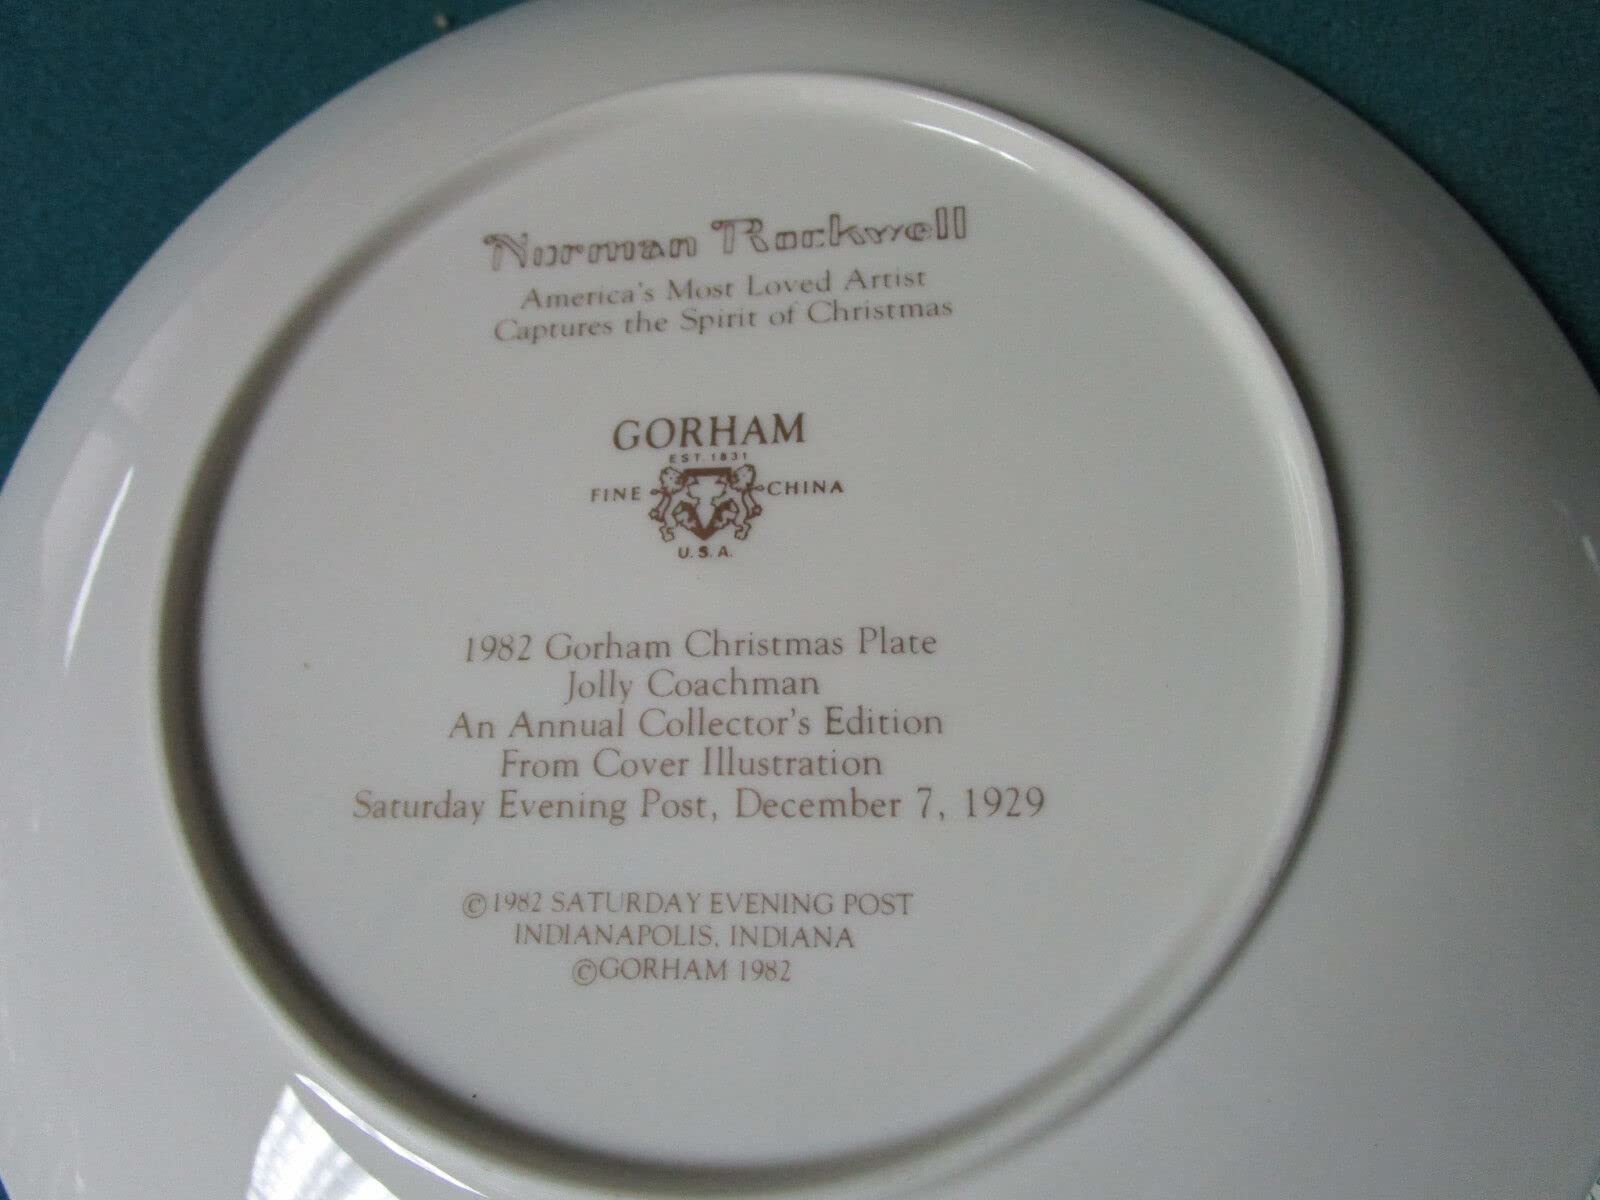 Norman Rockwell
America's Most Loved Artist
Captures the Spirit of Christmas
GORHAM
EST. 1831
FINE CHINA
U.S.A.
1982 Gorham Christmas Plate
Jolly Coachman
An Annual Collector's Edition
From Cover Illustration
Saturday Evening Post, December 7, 1929
©1982 SATURDAY EVENING POST
INDIANAPOLIS, INDIANA
©GORHAM 1982